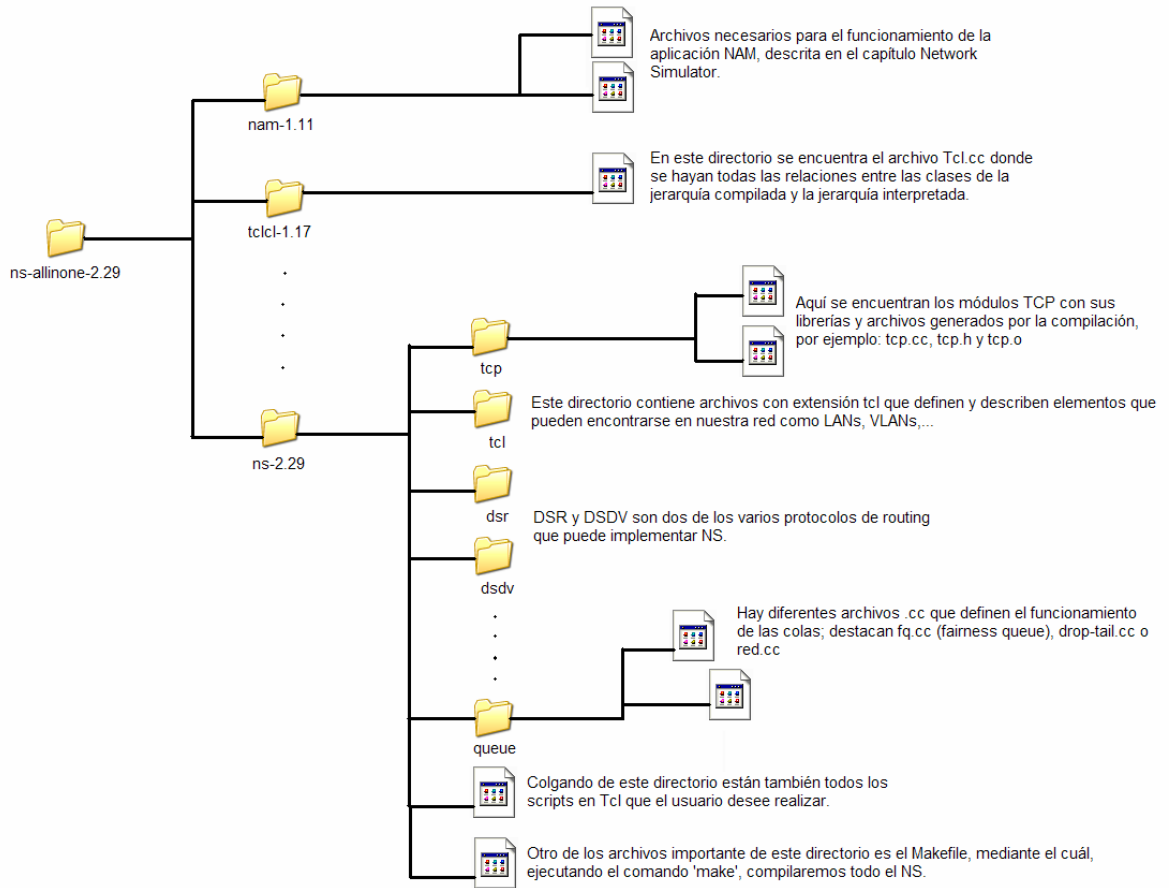 Archivos necesarios para el funcionamiento de la
aplicación NAM, descrita en el capítulo Network
Simulator.
nam-1.11
En este directorio se encuentra el archivo Tcl.cc donde
se hayan todas las relaciones entre las clases de la
jerarquía compilada y la jerarquía interpretada.
tclcl-1.17
ns-allinone-2.29
Aquí se encuentran los módulos TCP con sus
librerías y archivos generados por la compilación,
por ejemplo: tcp.cc, tcp.h y tcp.o
tcp
Este directorio contiene archivos con extensión tcl que definen y describen elementos que
pueden encontrarse en nuestra red como LANs, VLANs,...
tcl
ns-2.29
dsr
DSR y DSDV son dos de los varios protocolos de routing
que puede implementar NS.
dsdv
Hay diferentes archivos .cc que definen el funcionamiento
de las colas; destacan fq.cc (fairness queue), drop-tail.cc o
red.cc
queue
Colgando de este directorio están también todos los
scripts en Tcl que el usuario desee realizar.
Otro de los archivos importante de este directorio es el Makefile, mediante el cuál,
ejecutando el comando 'make', compilaremos todo el NS.